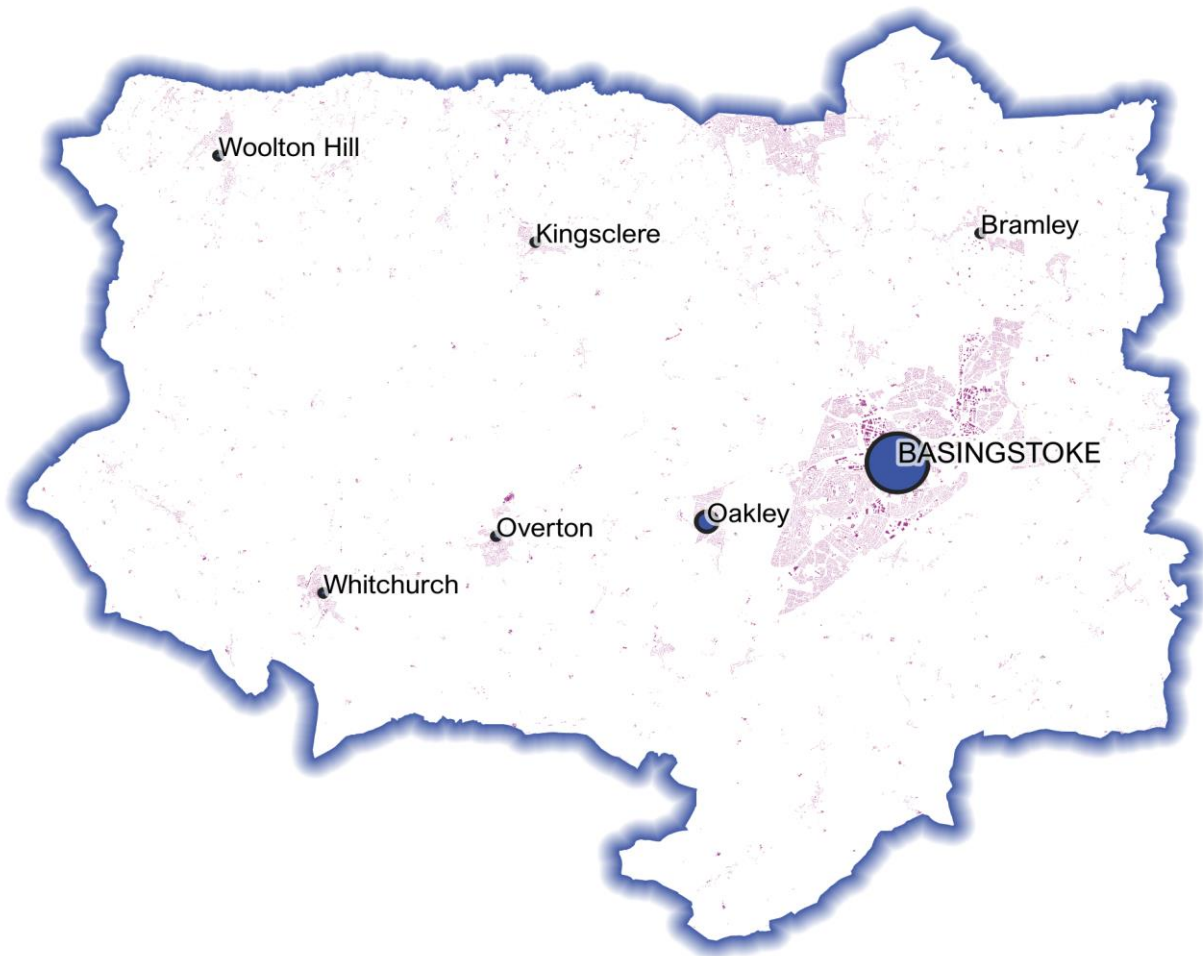 Woolton Hill
Kingsclere
Bramley
BASINGSTOKE
Oakley
Overton
Whitchurch